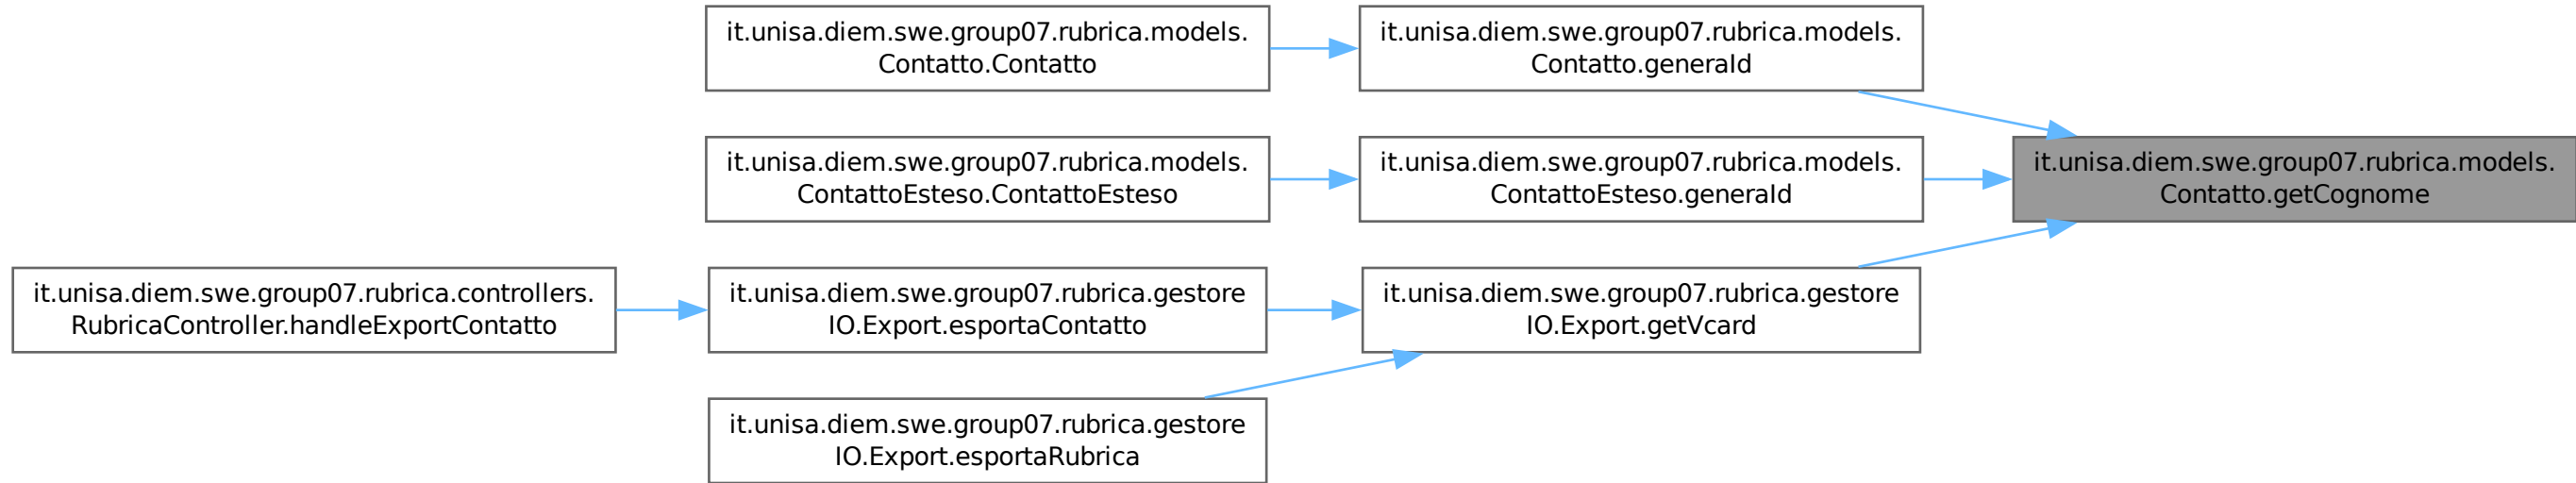 it.unisa.diem.swe.group07.rubrica.models.
Contatto.Contatto
it.unisa.diem.swe.group07.rubrica.models.
Contatto.generaId
it.unisa.diem.swe.group07.rubrica.models.
ContattoEsteso.ContattoEsteso
it.unisa.diem.swe.group07.rubrica.models.
ContattoEsteso.generaId
it.unisa.diem.swe.group07.rubrica.models.
Contatto.getCognome
it.unisa.diem.swe.group07.rubrica.controllers.
RubricaController.handleExportContatto
it.unisa.diem.swe.group07.rubrica.gestore
IO.Export.esportaContatto
it.unisa.diem.swe.group07.rubrica.gestore
IO.Export.getVcard
it.unisa.diem.swe.group07.rubrica.gestore
IO.Export.esportaRubrica